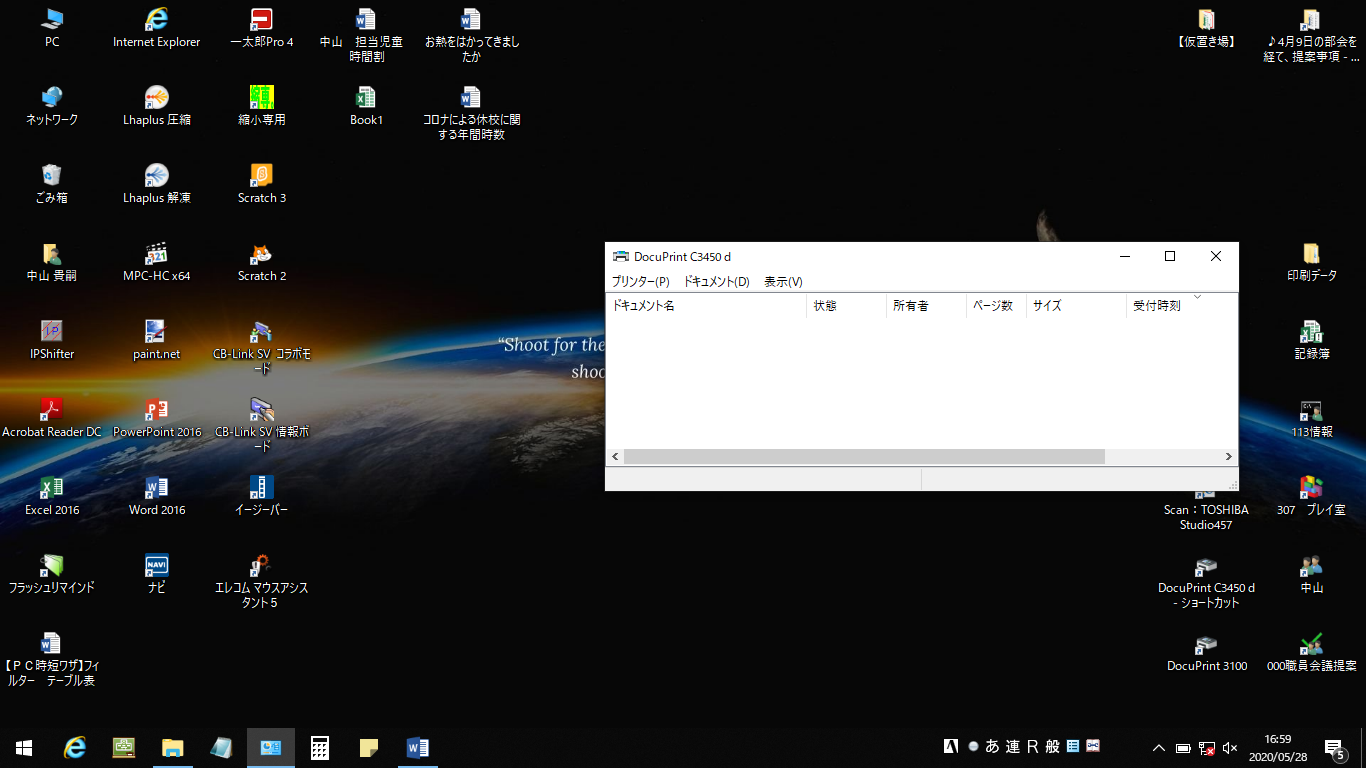 PC
Internet Explorer
一太郎Pro 4
中山　担当児童
時間割
お熱をはかってきまし
たか
【仮置き場】
♪4月9日の部会を
経て、提案事項 - ...
ネットワーク
Lhaplus 圧縮
縮小専用
Book1
コロナによる休校に関
する年間時数
ごみ箱
Lhaplus 解凍
Scratch 3
中山 貴嗣
MPC-HC x64
Scratch 2
印刷データ
IPShifter
paint.net
CB-Link SV コラボモ
ード
記録簿
Acrobat Reader DC
PowerPoint 2016
CB-Link SV 情報ボ
ード
113情報
Excel 2016
Word 2016
イージーバー
Scan：TOSHIBA
Studio457
307　プレイ室
フラッシュリマインド
NAVI
ナビ
エレコム マウスアシス
タント 5
DocuPrint C3450 d
- ショートカット
中山
【ＰＣ時短ワザ】フィ
ルター　テーブル表
DocuPrint 3100
000職員会議提案
“Shoot for the
shoo
DocuPrint C3450 d
プリンター(P) ドキュメント(D) 表示(V)
ドキュメント名 状態 所有者 ページ数 サイズ 受付時刻
あ 連 R 般
16:59
2020/05/28
5